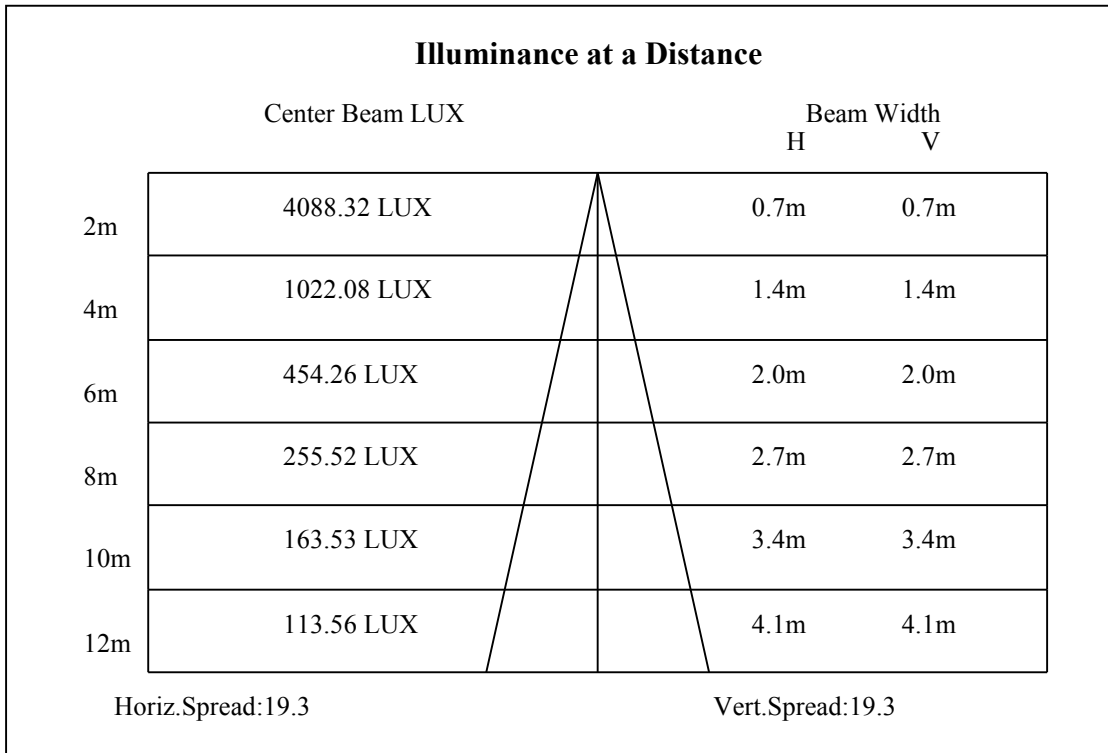 Illuminance at a Distance
Center Beam LUX Beam Width
H V
2m 4088.32 LUX 0.7m 0.7m
4m 1022.08 LUX 1.4m 1.4m
6m 454.26 LUX 2.0m 2.0m
8m 255.52 LUX 2.7m 2.7m
10m 163.53 LUX 3.4m 3.4m
12m 113.56 LUX 4.1m 4.1m
Horiz.Spread:19.3 Vert.Spread:19.3